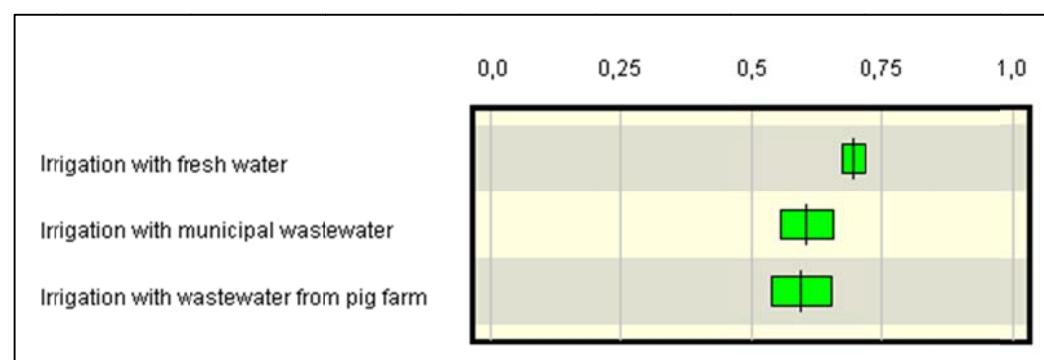 0,0 0,25 0,5 0,75 1,0
Irrigation with fresh water
Irrigation with municipal wastewater
Irrigation with wastewater from pig farm